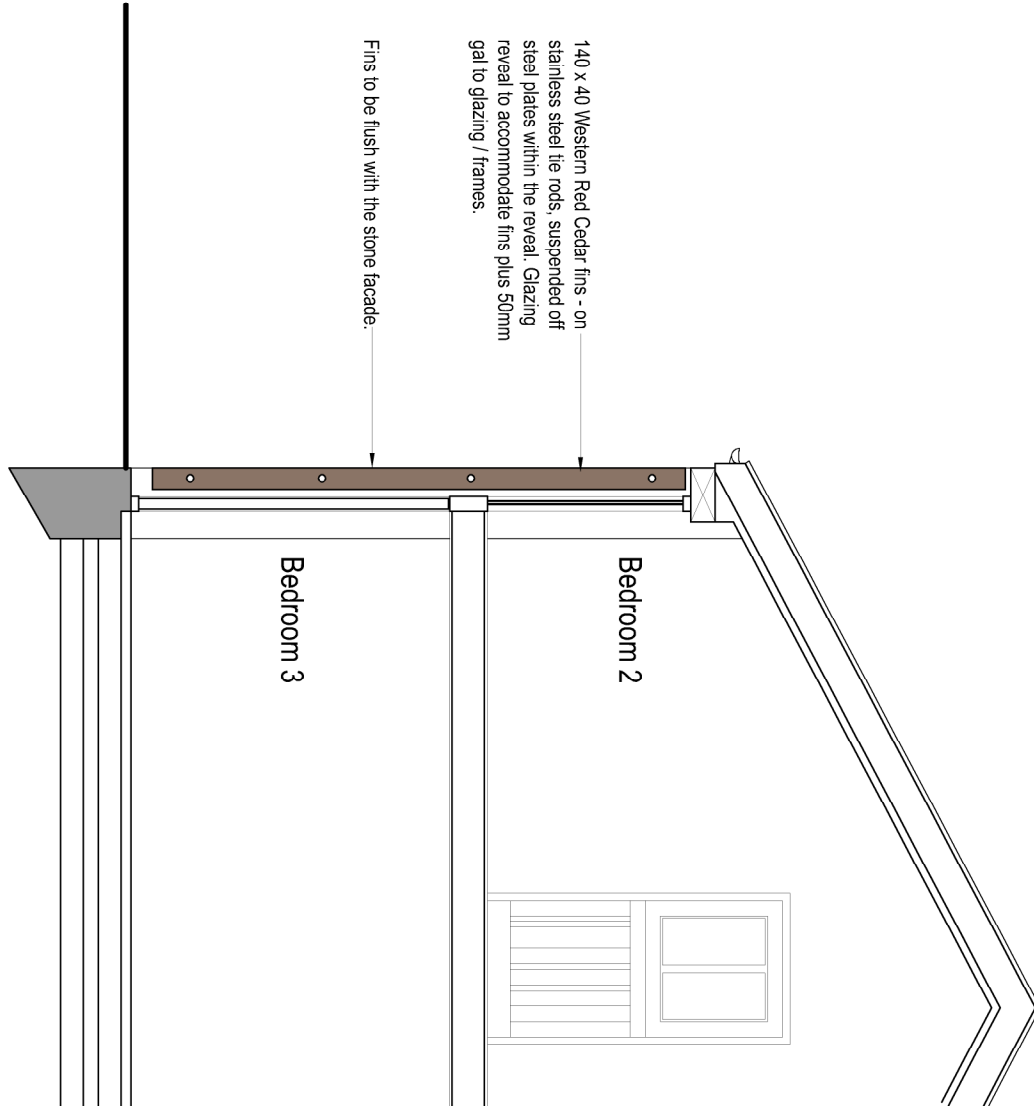 140 x 40 Western Red Cedar fins - on
stainless steel tie rods, suspended off
steel plates within the reveal. Glazing
reveal to accommodate fins plus 50mm
gal to glazing / frames.
Fins to be flush with the stone facade.
Bedroom 2
Bedroom 3